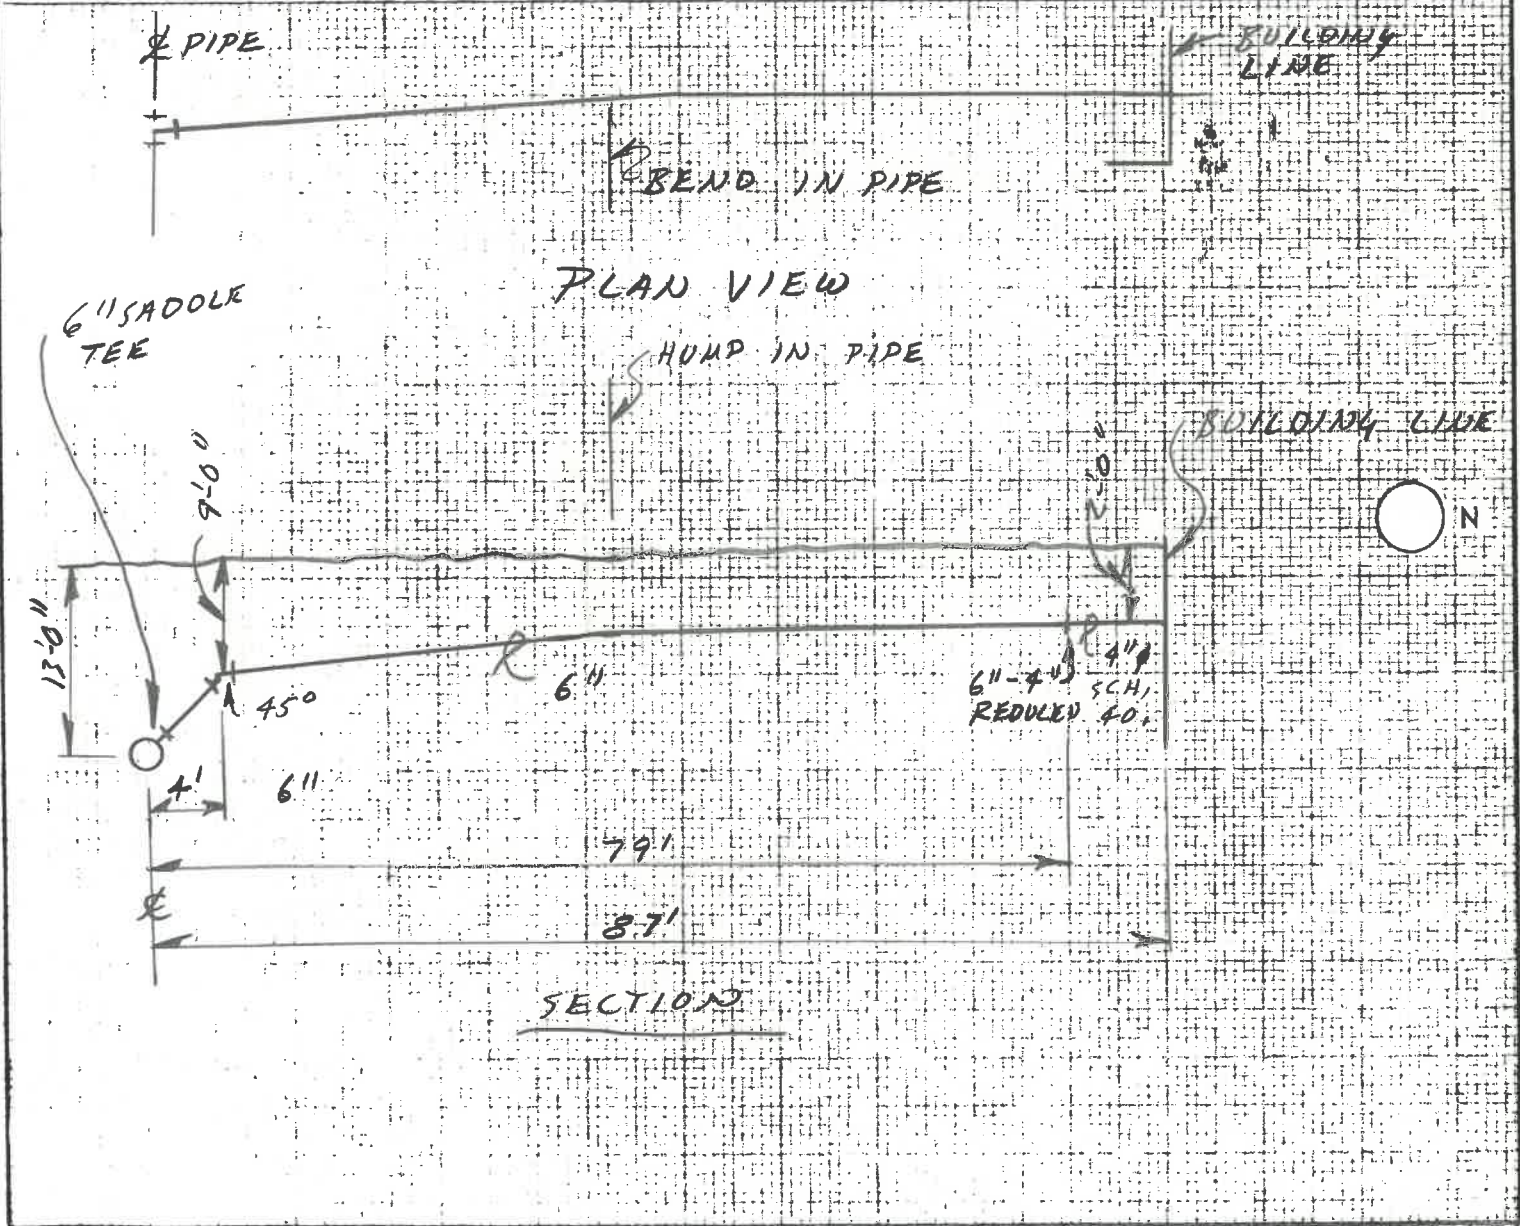 ℄ PIPE
BUILDING
LINE
BEND IN PIPE
PLAN VIEW
6" SADDLE
TEE
HUMP IN PIPE
BUILDING LINE
9'-0"
N
13'-0"
45°
6"
6"-4"
REDUCED
4"
SCH.
40.
4'
6"
79'
℄
87'
SECTION